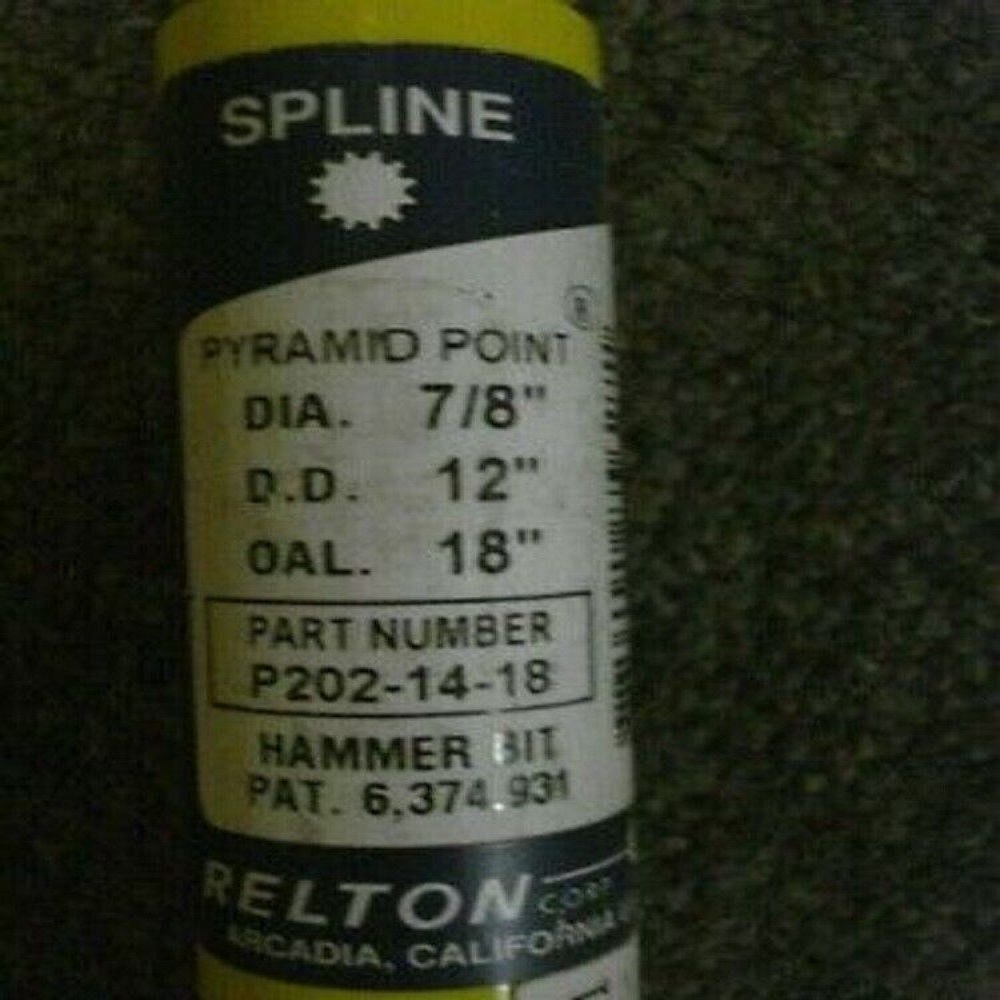 SPLINE
PYRAMID POINT ®
DIA. 7/8"
D.D. 12"
OAL. 18"
PART NUMBER
P202-14-18
HAMMER BIT
PAT. 6,374,931
RELTON CORP
ARCADIA, CALIFORNIA